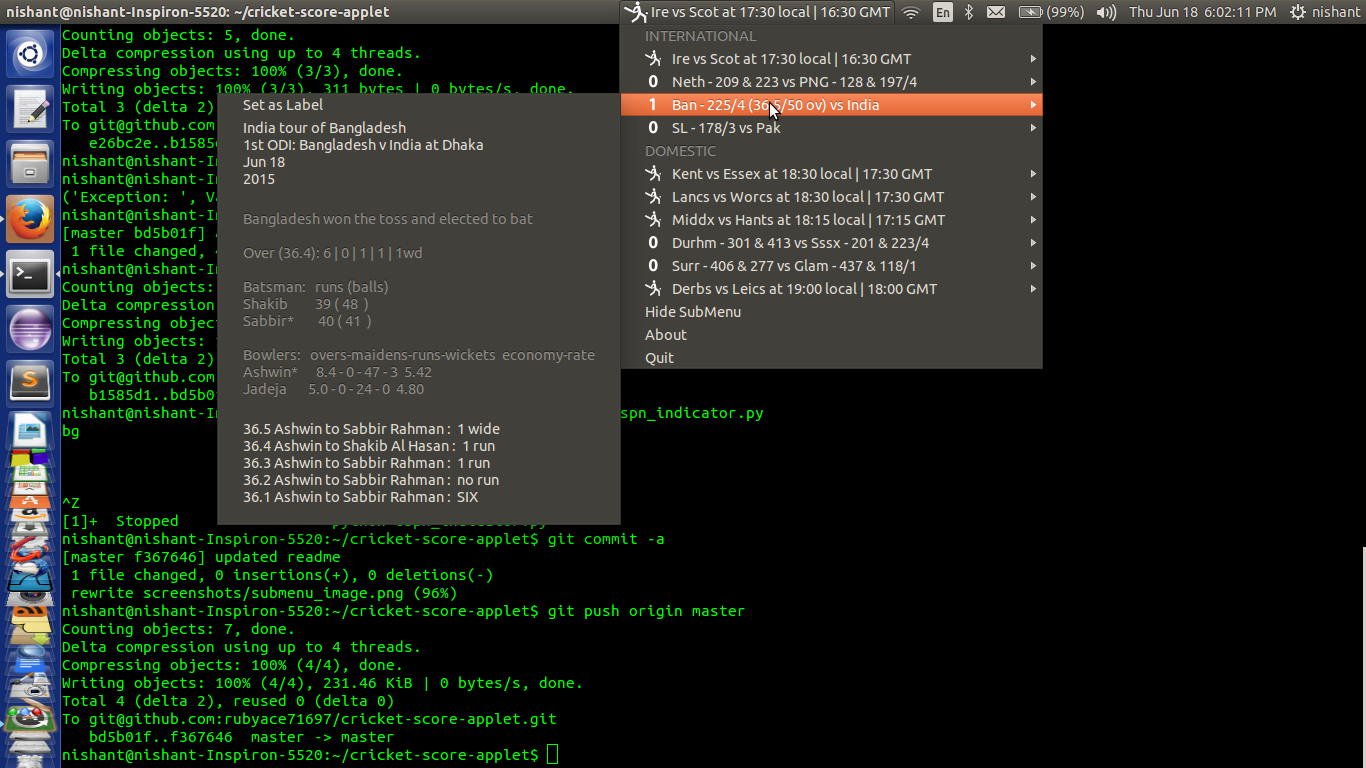 nishant@nishant-Inspiron-5520: ~/cricket-score-applet
Ire vs Scot at 17:30 local | 16:30 GMT
En
(99%)
Thu Jun 18 6:02:11 PM
nishant
Counting objects: 5, done.
Delta compression using up to 4 threads.
Compressing objects: 100% (3/3), done.
Writing objects: 100% (3/3), 311 bytes | 0 bytes/s, done.
Total 3 (delta 2)
To git@github.com
e26bc2e..b1585
nishant@nishant-I
nishant@nishant-I
('Exception: ', V
nishant@nishant-I
[master bd5b01f]
1 file changed,
nishant@nishant-I
Counting objects:
Delta compression
Compressing objec
Writing objects:
Total 3 (delta 2)
To git@github.com
b1585d1..bd5b0
nishant@nishant-I
spn_indicator.py
bg
^Z
[1]+  Stopped
nishant@nishant-Inspiron-5520:~/cricket-score-applet$ git commit -a
[master f367646] updated readme
1 file changed, 0 insertions(+), 0 deletions(-)
rewrite screenshots/submenu_image.png (96%)
nishant@nishant-Inspiron-5520:~/cricket-score-applet$ git push origin master
Counting objects: 7, done.
Delta compression using up to 4 threads.
Compressing objects: 100% (4/4), done.
Writing objects: 100% (4/4), 231.46 KiB | 0 bytes/s, done.
Total 4 (delta 2), reused 0 (delta 0)
To git@github.com:rubyace71697/cricket-score-applet.git
bd5b01f..f367646  master -> master
nishant@nishant-Inspiron-5520:~/cricket-score-applet$
Set as Label
India tour of Bangladesh
1st ODI: Bangladesh v India at Dhaka
Jun 18
2015
Bangladesh won the toss and elected to bat
Over (36.4): 6 | 0 | 1 | 1 | 1wd
Batsman: runs (balls)
Shakib 39 ( 48 )
Sabbir* 40 ( 41 )
Bowlers: overs-maidens-runs-wickets economy-rate
Ashwin* 8.4 - 0 - 47 - 3 5.42
Jadeja 5.0 - 0 - 24 - 0 4.80
36.5 Ashwin to Sabbir Rahman : 1 wide
36.4 Ashwin to Shakib Al Hasan : 1 run
36.3 Ashwin to Sabbir Rahman : 1 run
36.2 Ashwin to Sabbir Rahman : no run
36.1 Ashwin to Sabbir Rahman : SIX
INTERNATIONAL
Ire vs Scot at 17:30 local | 16:30 GMT
0 Neth - 209 & 223 vs PNG - 128 & 197/4
1 Ban - 225/4 (36.5/50 ov) vs India
0 SL - 178/3 vs Pak
DOMESTIC
Kent vs Essex at 18:30 local | 17:30 GMT
Lancs vs Worcs at 18:30 local | 17:30 GMT
Middx vs Hants at 18:15 local | 17:15 GMT
0 Durhm - 301 & 413 vs Sssx - 201 & 223/4
0 Surr - 406 & 277 vs Glam - 437 & 118/1
Derbs vs Leics at 19:00 local | 18:00 GMT
Hide SubMenu
About
Quit